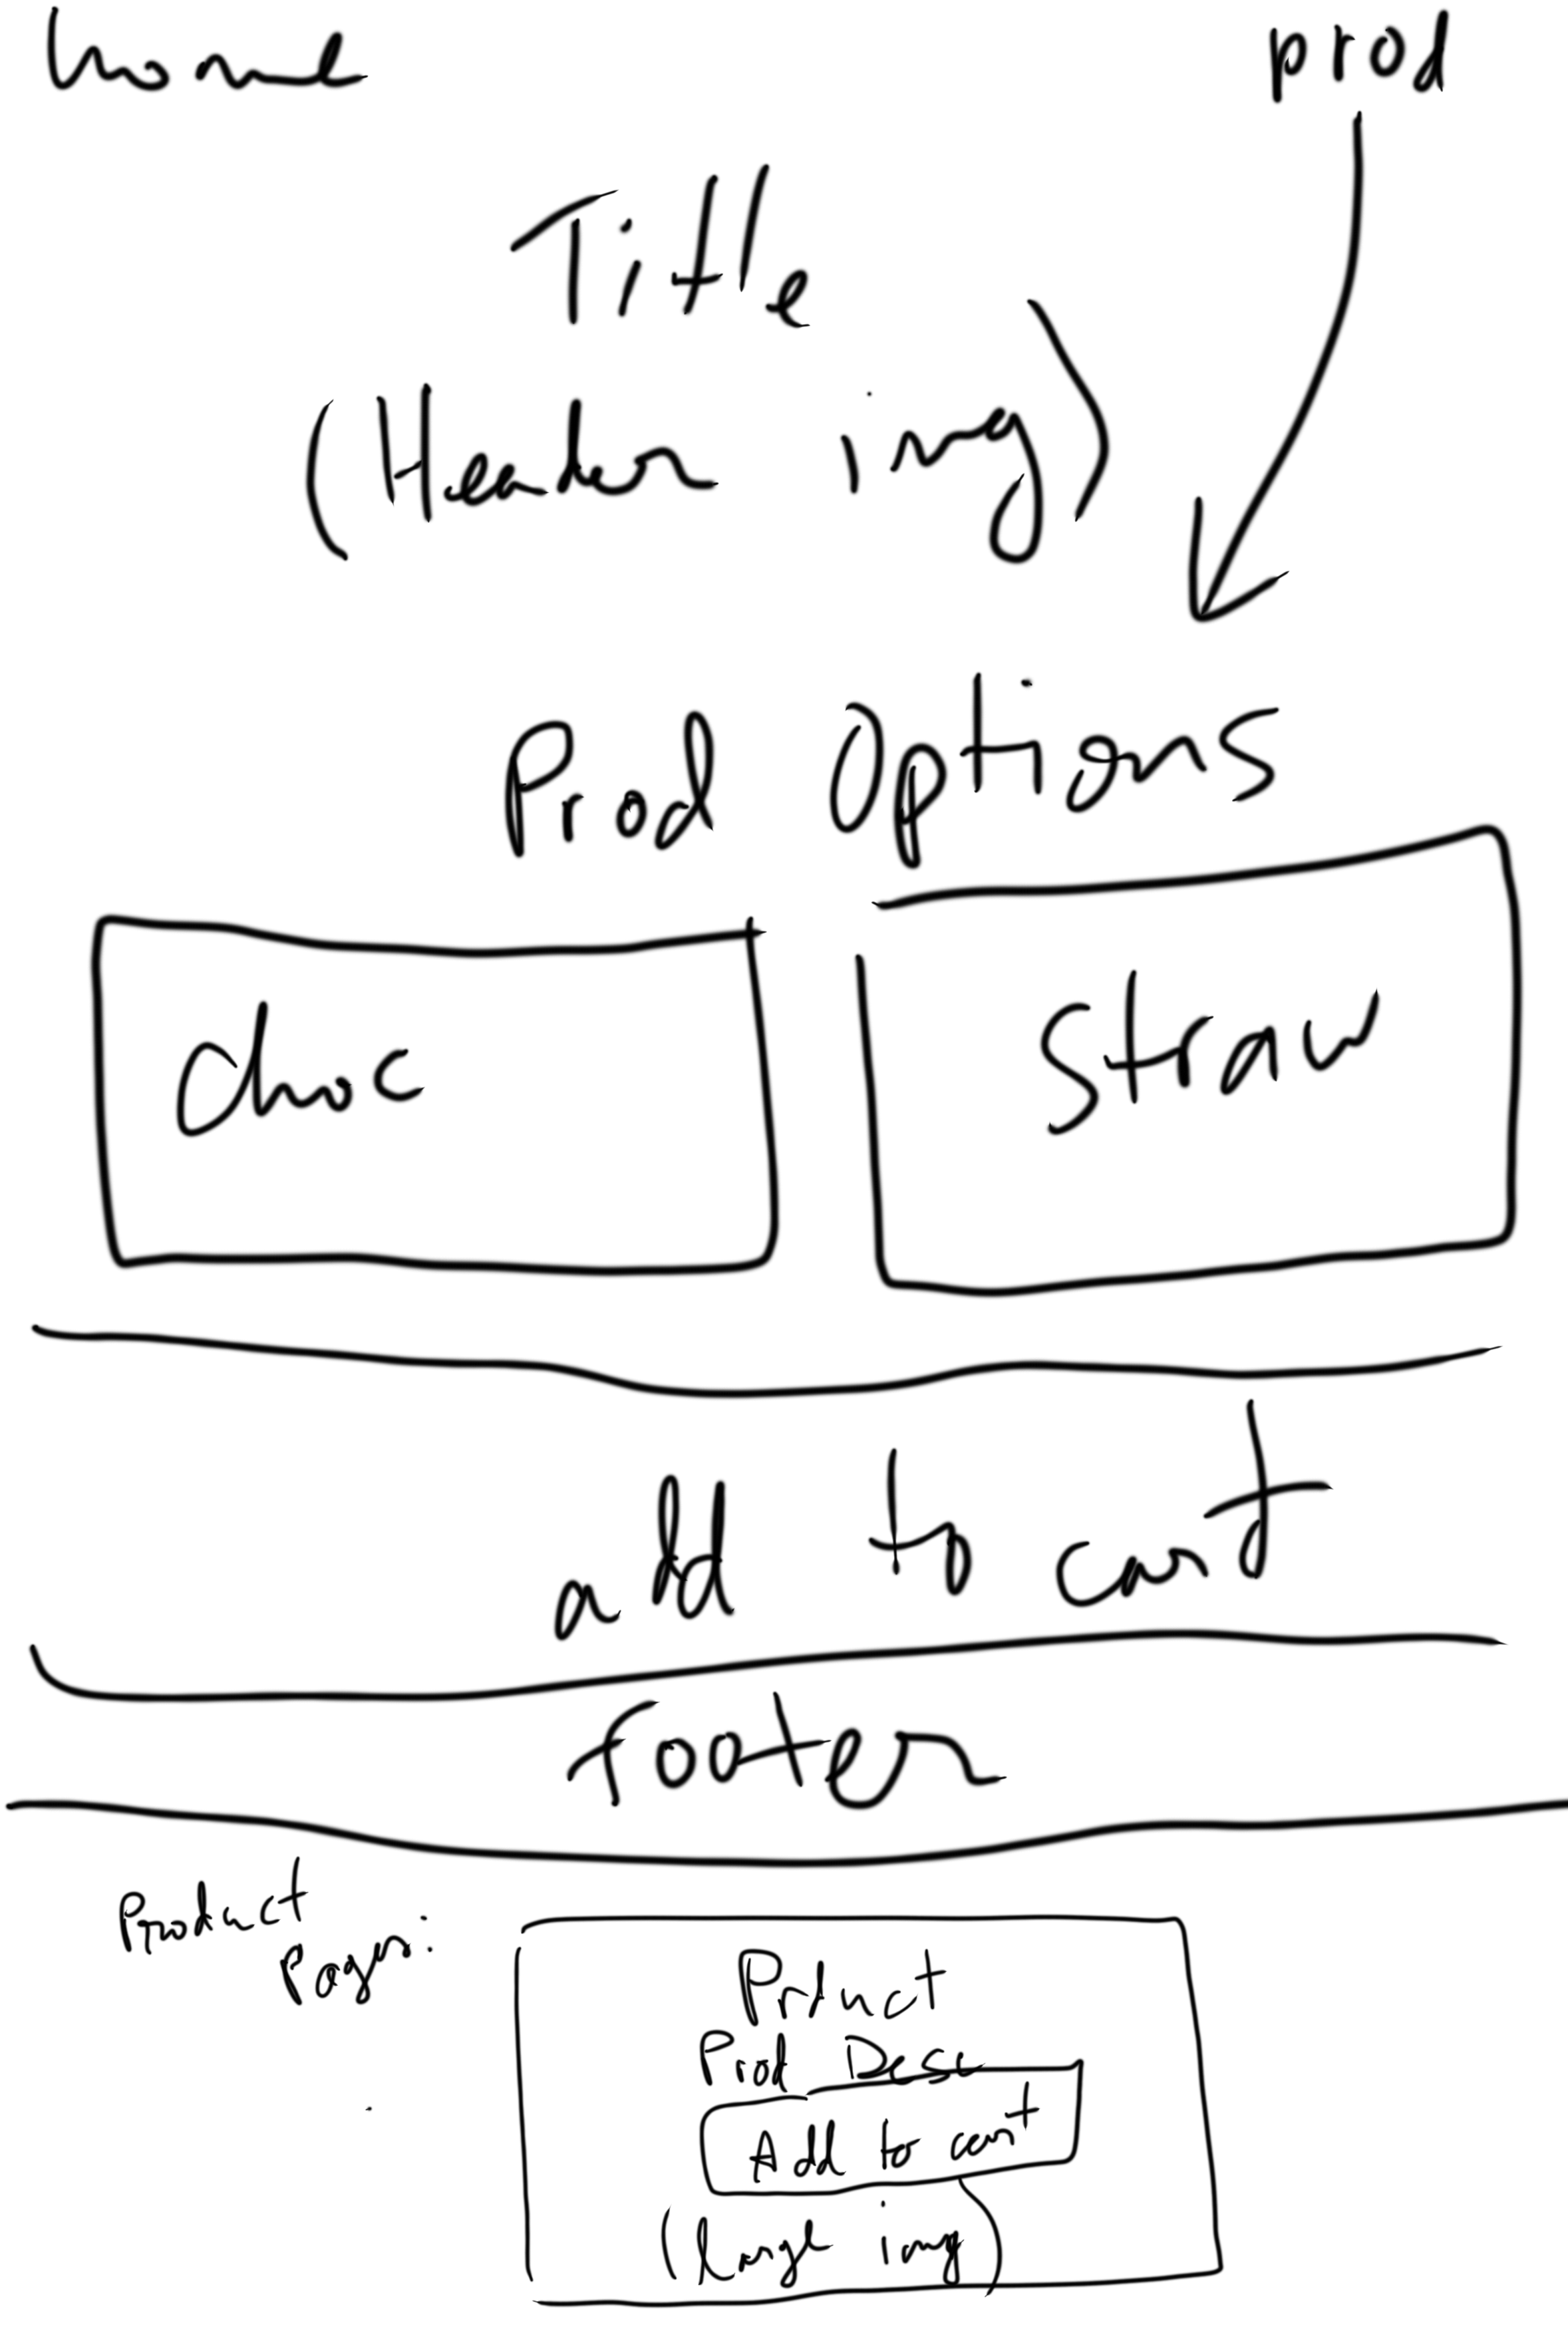 home prod
Title
(Header img)
Prod Options
choc straw
add to cart
Footer
Product
Page:
Product
Prod Desc
Add to cart
(large img)